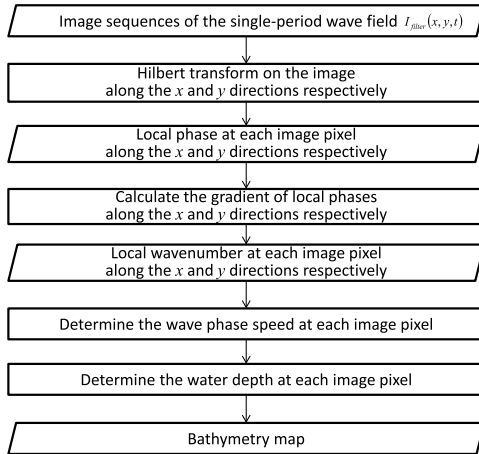 Image sequences of the single-period wave field I_filter(x, y, t)
Hilbert transform on the image
along the x and y directions respectively
Local phase at each image pixel
along the x and y directions respectively
Calculate the gradient of local phases
along the x and y directions respectively
Local wavenumber at each image pixel
along the x and y directions respectively
Determine the wave phase speed at each image pixel
Determine the water depth at each image pixel
Bathymetry map